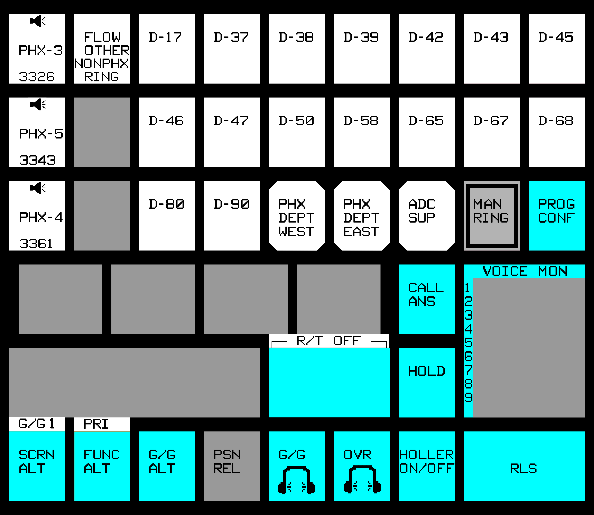 PHX-3
3326
FLOW
OTHER
NONPHX
RING
D-17
D-37
D-38
D-39
D-42
D-43
D-45
PHX-5
3343
D-46
D-47
D-50
D-58
D-65
D-67
D-68
PHX-4
3361
D-80
D-90
PHX
DEPT
WEST
PHX
DEPT
EAST
ADC
SUP
MAN
RING
PROG
CONF
CALL
ANS
VOICE MON
1
2
3
4
5
6
7
8
9
R/T OFF
HOLD
G/G1
PRI
SCRN
ALT
FUNC
ALT
G/G
ALT
PSN
REL
G/G
OVR
HOLLER
ON/OFF
RLS